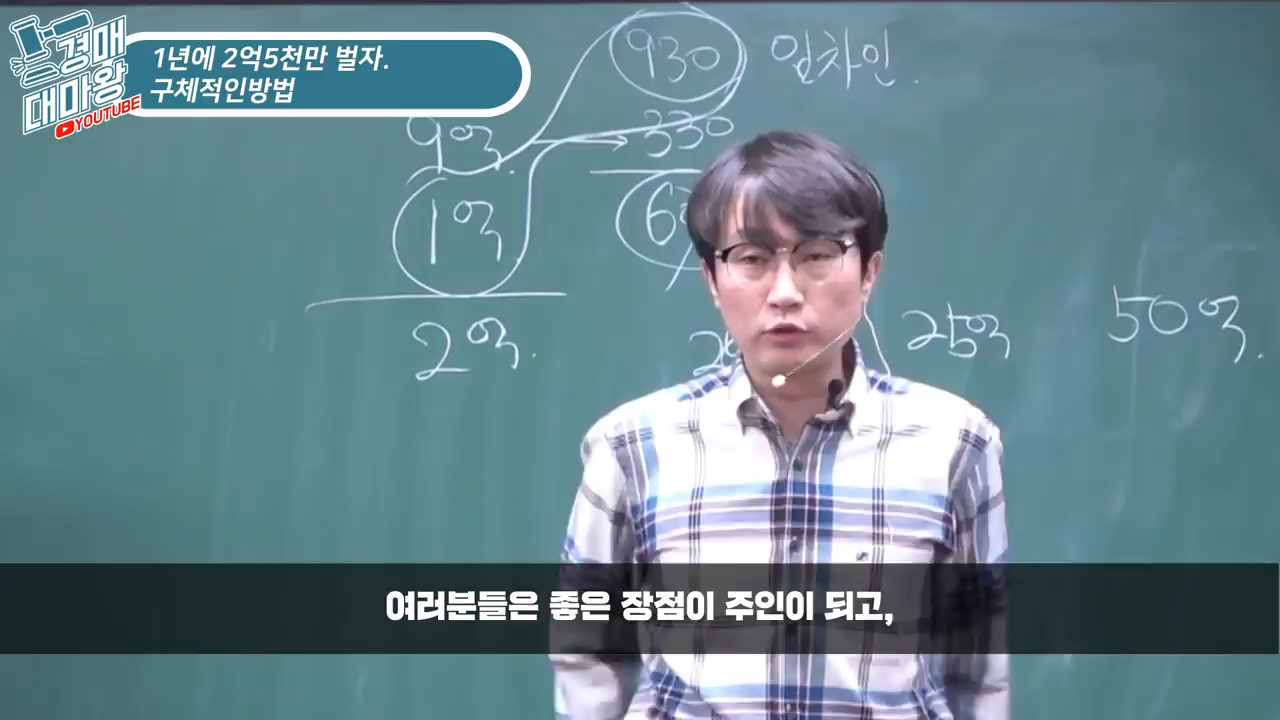 경매
대마왕
YOUTUBE
1년에 2억5천만 벌자.
구체적인방법
930 임차인.
9억.
330
1억
2억.
25억
50억.
여러분들은 좋은 장점이 주인이 되고,